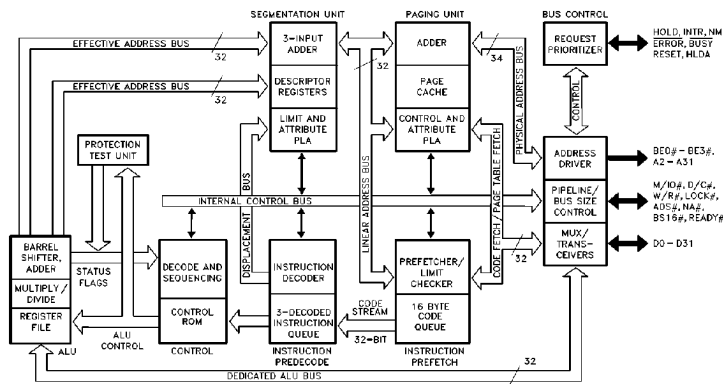 SEGMENTATION UNIT
PAGING UNIT
BUS CONTROL
EFFECTIVE ADDRESS BUS
32
EFFECTIVE ADDRESS BUS
32
3-INPUT
ADDER
DESCRIPTOR
REGISTERS
LIMIT AND
ATTRIBUTE
PLA
32
ADDER
PAGE
CACHE
CONTROL AND
ATTRIBUTE
PLA
34
PHYSICAL ADDRESS BUS
REQUEST
PRIORITIZER
HOLD, INTR, NM
ERROR, BUSY
RESET, HLDA
CONTROL
PROTECTION
TEST UNIT
ADDRESS
DRIVER
BE0# - BE3#,
A2 - A31
PIPELINE/
BUS SIZE
CONTROL
M/IO#, D/C#,
W/R#, LOCK#,
ADS#, NA#,
BS16#, READY#
MUX/
TRANS-
CEIVERS
D0 - D31
INTERNAL CONTROL BUS
DISPLACEMENT BUS
LINEAR ADDRESS BUS
CODE FETCH / PAGE TABLE FETCH
32
BARREL
SHIFTER,
ADDER
MULTIPLY/
DIVIDE
REGISTER
FILE
STATUS
FLAGS
DECODE AND
SEQUENCING
CONTROL
ROM
INSTRUCTION
DECODER
3-DECODED
INSTRUCTION
QUEUE
PREFETCHER/
LIMIT
CHECKER
16 BYTE
CODE
QUEUE
CODE
STREAM
32-BIT
ALU
ALU
CONTROL
CONTROL
INSTRUCTION
PREDECODE
INSTRUCTION
PREFETCH
DEDICATED ALU BUS
32